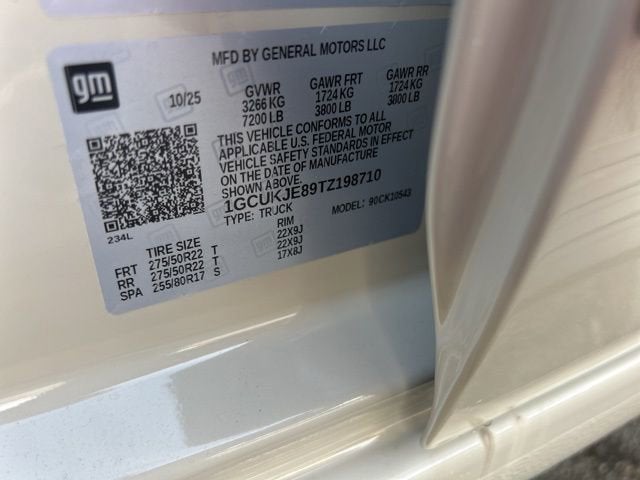 MFD BY GENERAL MOTORS LLC
gm
10/25
GVWR GAWR FRT GAWR RR
3266 KG 1724 KG 1724 KG
7200 LB 3800 LB 3800 LB
THIS VEHICLE CONFORMS TO ALL
APPLICABLE U.S. FEDERAL MOTOR
VEHICLE SAFETY STANDARDS IN EFFECT
ON THE DATE OF MANUFACTURE
SHOWN ABOVE.
1GCUKJE89TZ198710
TYPE: TRUCK MODEL: 90CK10543
234L
TIRE SIZE RIM
FRT 275/50R22 T 22X9J
RR 275/50R22 T 22X9J
SPA 255/80R17 S 17X8J